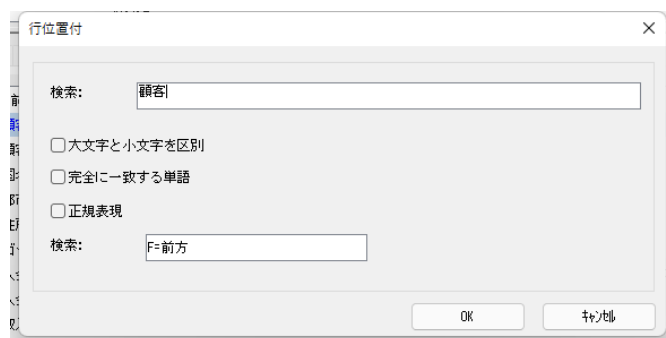 行位置付
検索:
顧客
大文字と小文字を区別
完全に一致する単語
正規表現
検索:
F=前方
OK
ｷｬﾝｾﾙ